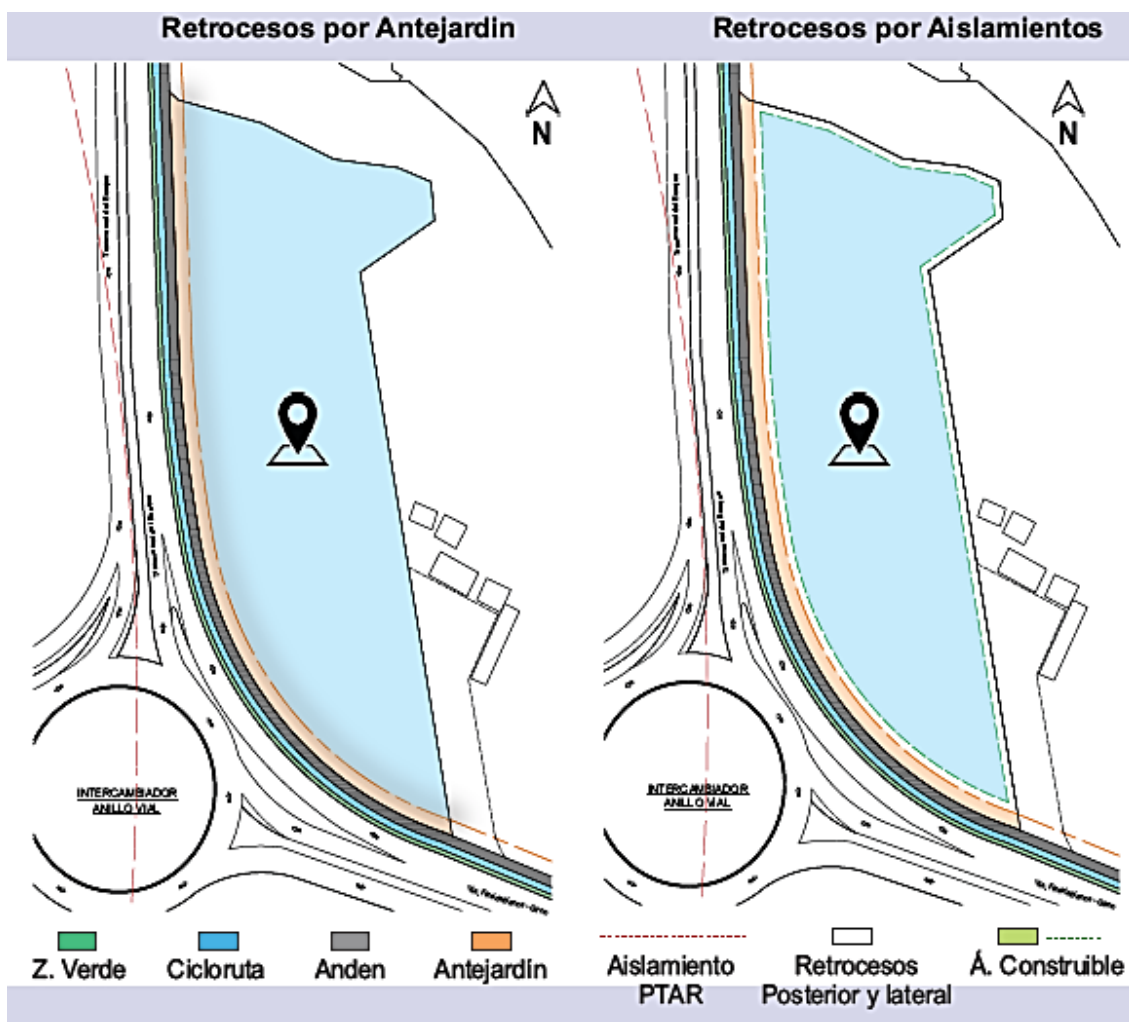 Retrocesos por Antejardin
Retrocesos por Aislamientos
N
N
INTERCAMBIADOR
ANILLO VIAL
INTERCAMBIADOR
ANILLO VIAL
Z. Verde
Cicloruta
Anden
Antejardín
Aislamiento
PTAR
Retrocesos
Posterior y lateral
Á. Construible